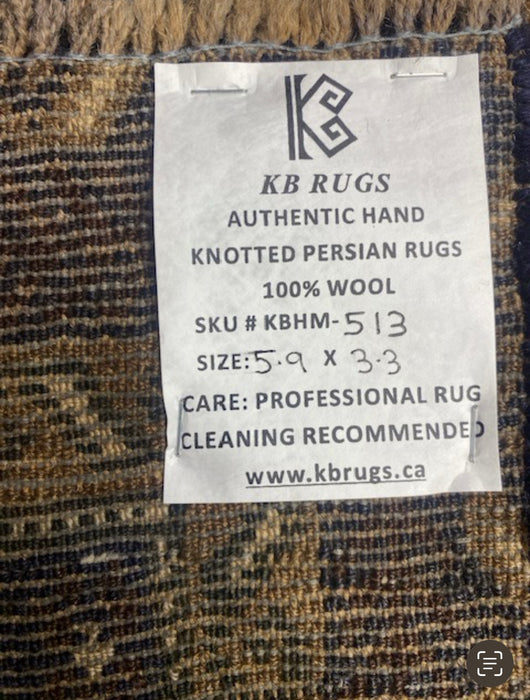 KB RUGS
AUTHENTIC HAND
KNOTTED PERSIAN RUGS
100% WOOL
SKU # KBHM-513
SIZE:5.9 X 3.3
CARE: PROFESSIONAL RUG
CLEANING RECOMMENDED
www.kbrugs.ca